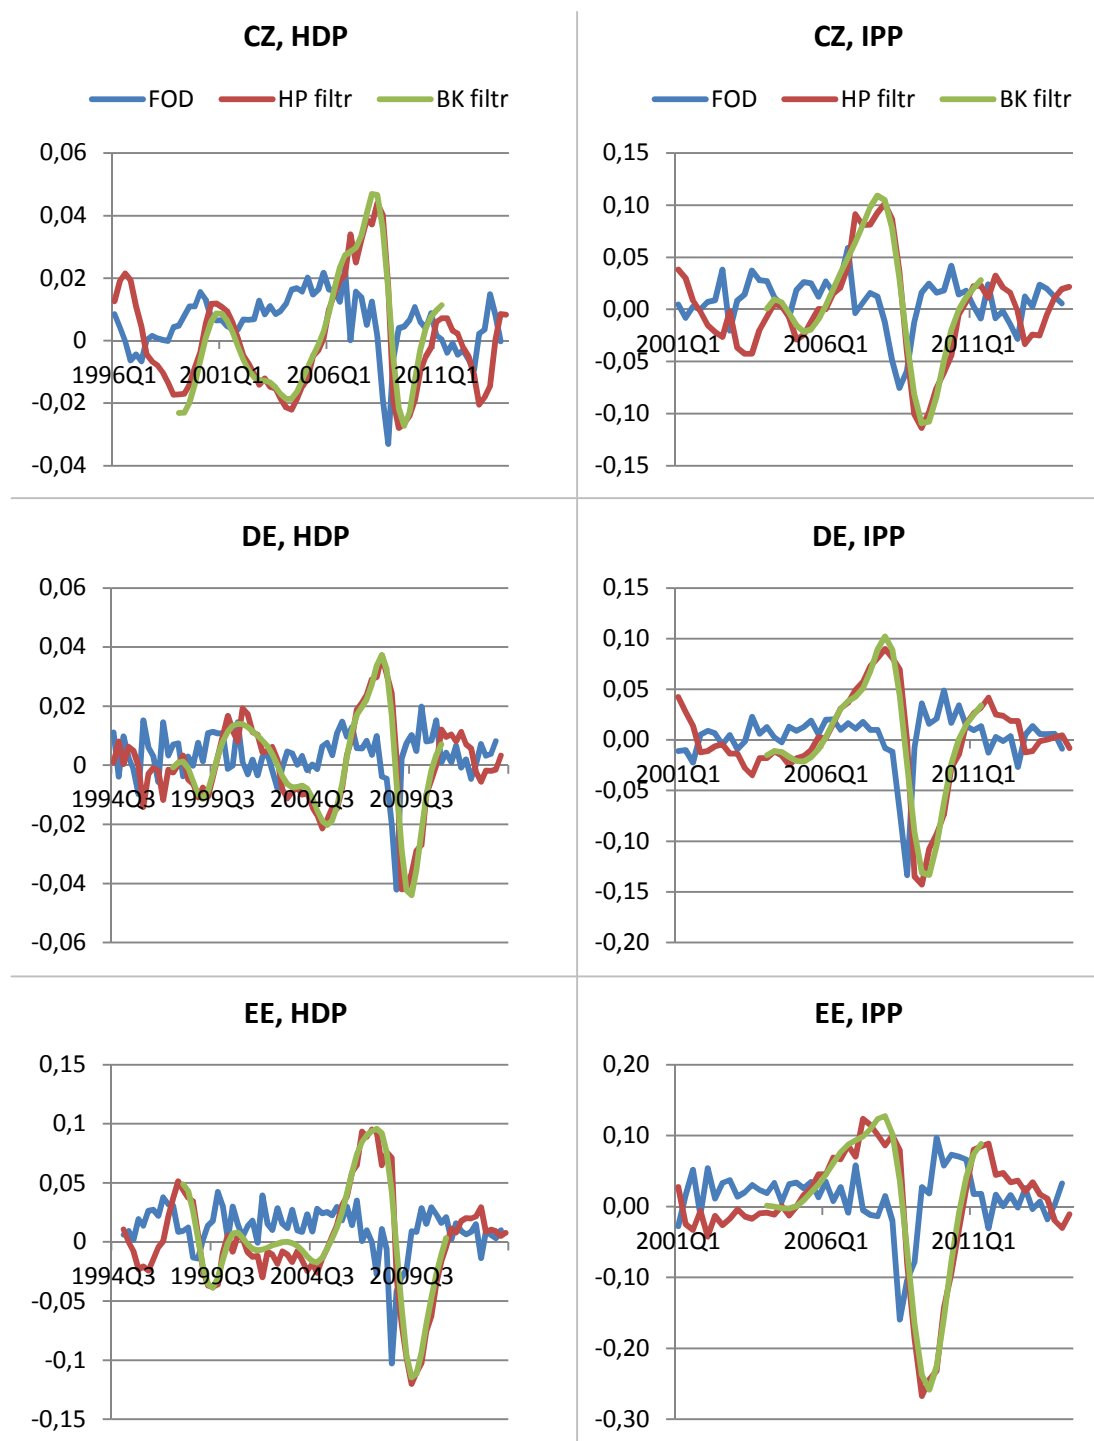 CZ, HDP
FOD HP filtr BK filtr
0,06
0,04
0,02
0
-0,02
-0,04
1996Q1 2001Q1 2006Q1 2011Q1
CZ, IPP
FOD HP filtr BK filtr
0,15
0,10
0,05
0,00
-0,05
-0,10
-0,15
2001Q1 2006Q1 2011Q1
DE, HDP
0,06
0,04
0,02
0
-0,02
-0,04
-0,06
1994Q3 1999Q3 2004Q3 2009Q3
DE, IPP
0,15
0,10
0,05
0,00
-0,05
-0,10
-0,15
-0,20
2001Q1 2006Q1 2011Q1
EE, HDP
0,15
0,1
0,05
0
-0,05
-0,1
-0,15
1994Q3 1999Q3 2004Q3 2009Q3
EE, IPP
0,20
0,10
0,00
-0,10
-0,20
-0,30
2001Q1 2006Q1 2011Q1